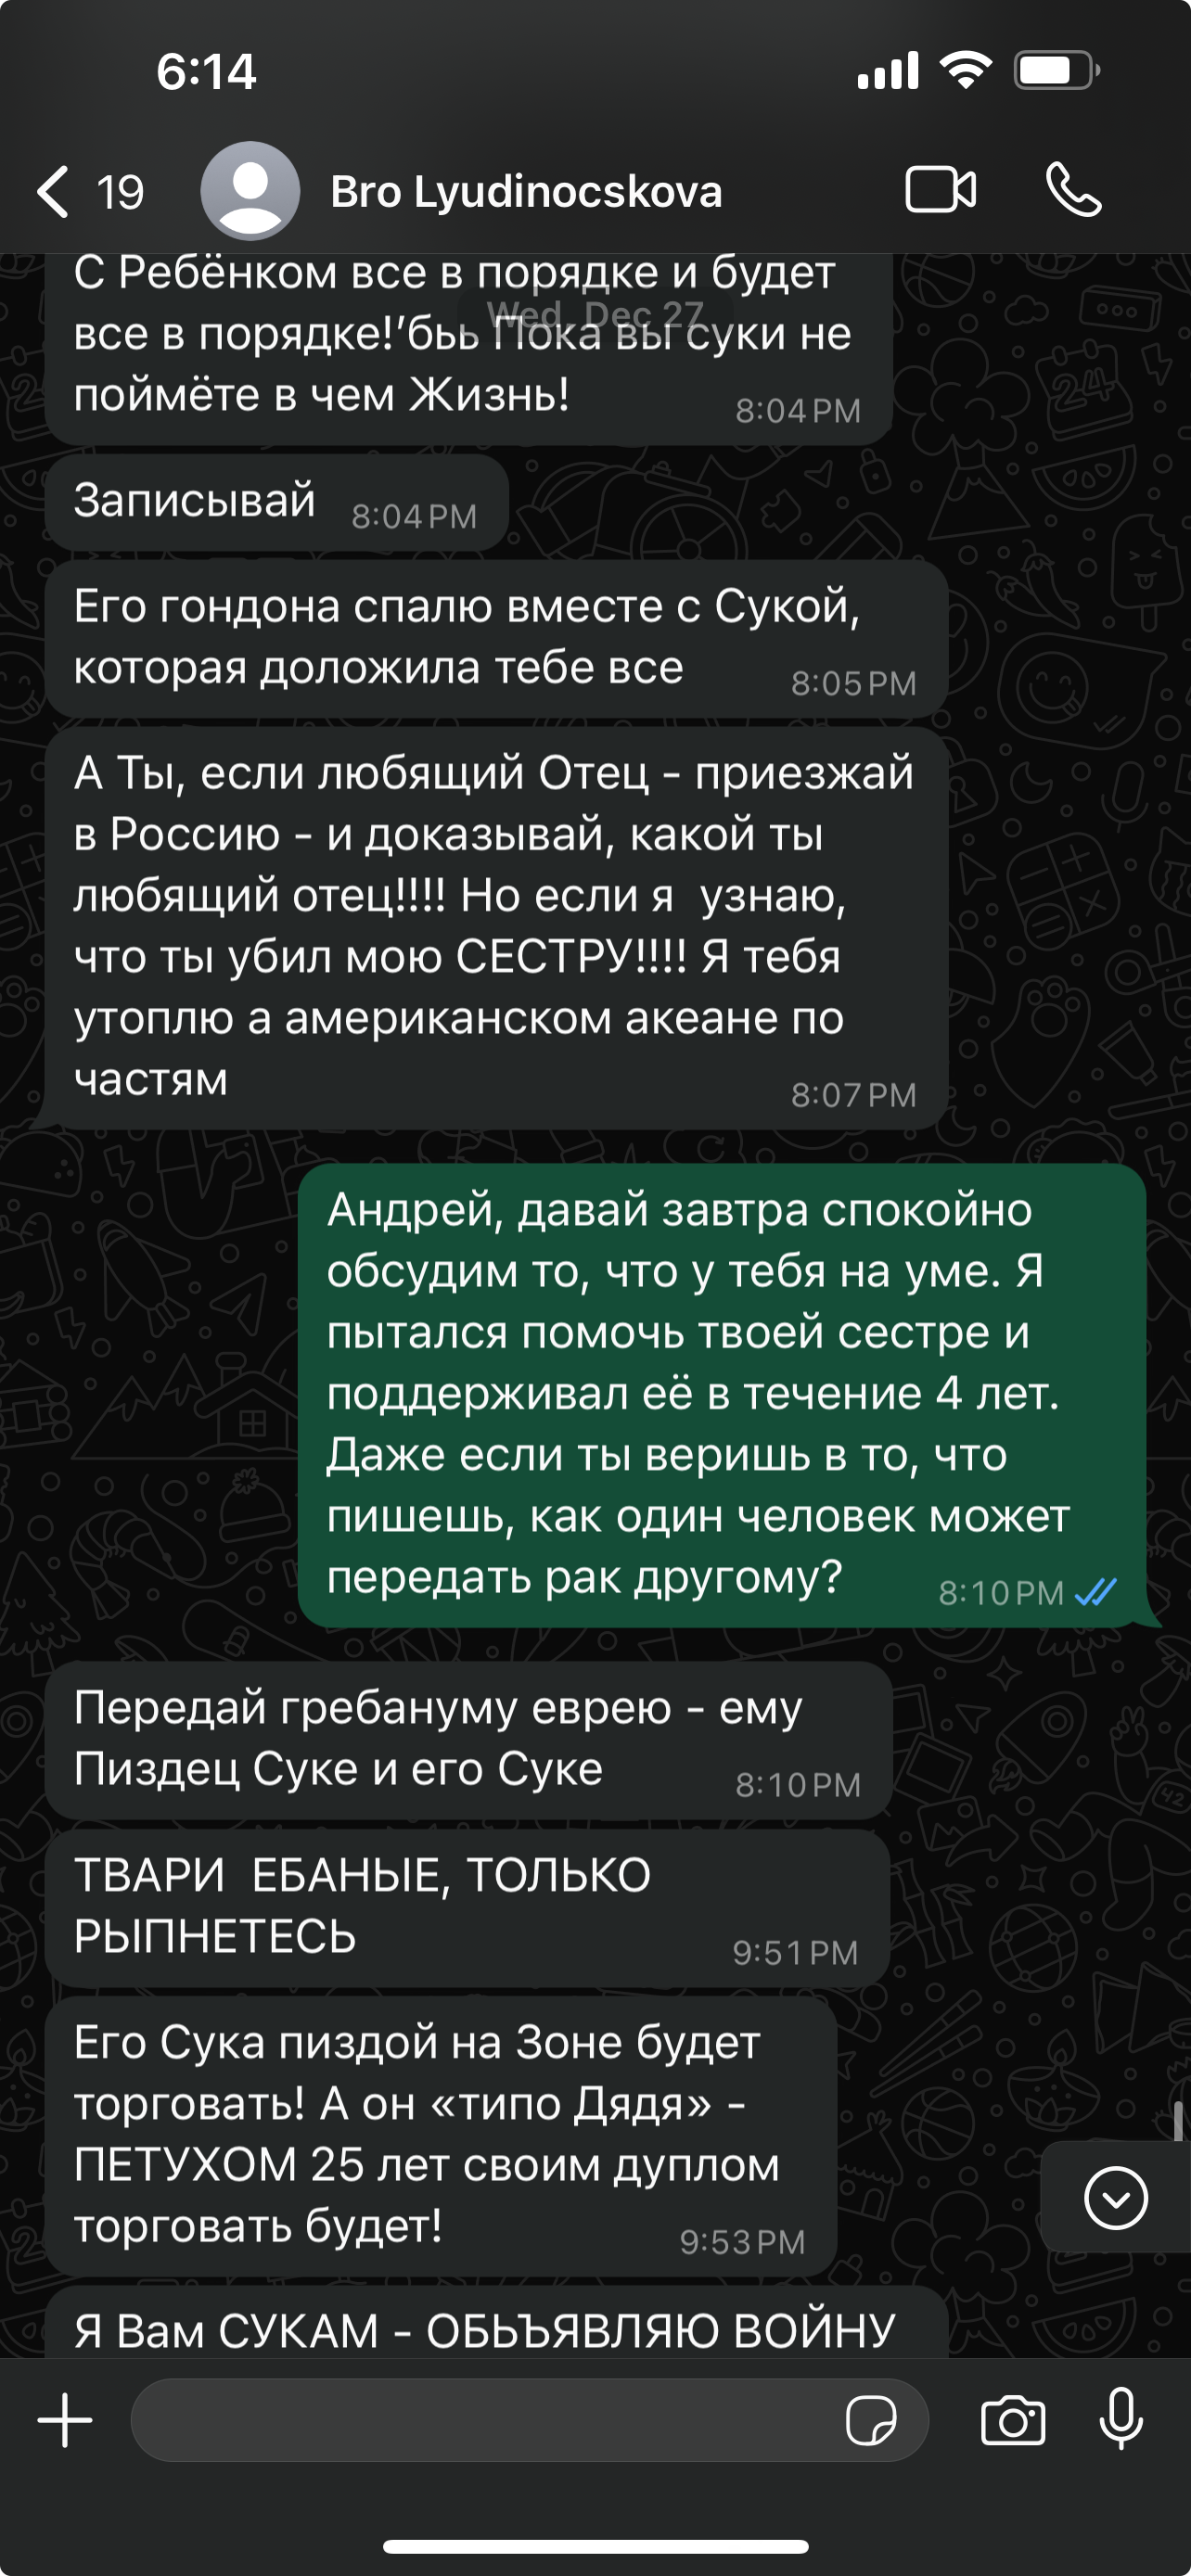 6:14
19
Bro Lyudinocskova
С Ребёнком все в порядке и будет
Wed, Dec 27
все в порядке!’бьь Пока вы суки не
поймёте в чем Жизнь!
8:04 PM
Записывай
8:04 PM
Его гондона спалю вместе с Сукой,
которая доложила тебе все
8:05 PM
А Ты, если любящий Отец - приезжай
в Россию - и доказывай, какой ты
любящий отец!!!! Но если я  узнаю,
что ты убил мою СЕСТРУ!!!! Я тебя
утоплю а американском акеане по
частям
8:07 PM
Андрей, давай завтра спокойно
обсудим то, что у тебя на уме. Я
пытался помочь твоей сестре и
поддерживал её в течение 4 лет.
Даже если ты веришь в то, что
пишешь, как один человек может
передать рак другому?
8:10 PM
Передай гребануму еврею - ему
Пиздец Суке и его Суке
8:10 PM
ТВАРИ  ЕБАНЫЕ, ТОЛЬКО
РЫПНЕТЕСЬ
9:51 PM
Его Сука пиздой на Зоне будет
торговать! А он «типо Дядя» -
ПЕТУХОМ 25 лет своим дуплом
торговать будет!
9:53 PM
Я Вам СУКАМ - ОБЬЪЯВЛЯЮ ВОЙНУ